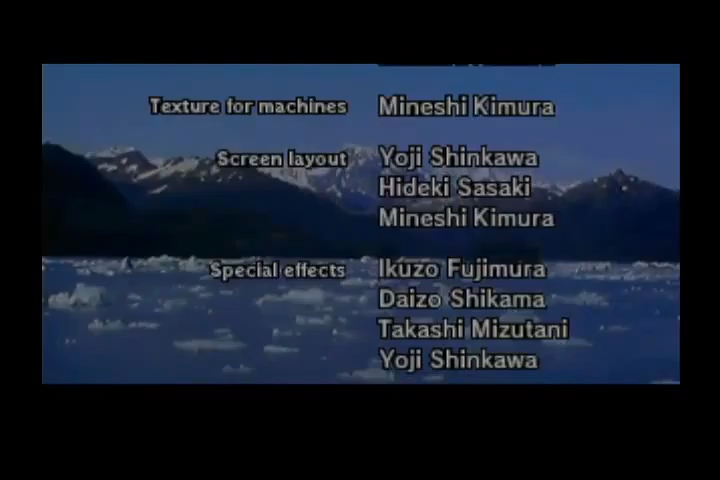 Texture for machines Mineshi Kimura
Screen layout Yoji Shinkawa
Hideki Sasaki
Mineshi Kimura
Special effects Ikuzo Fujimura
Daizo Shikama
Takashi Mizutani
Yoji Shinkawa